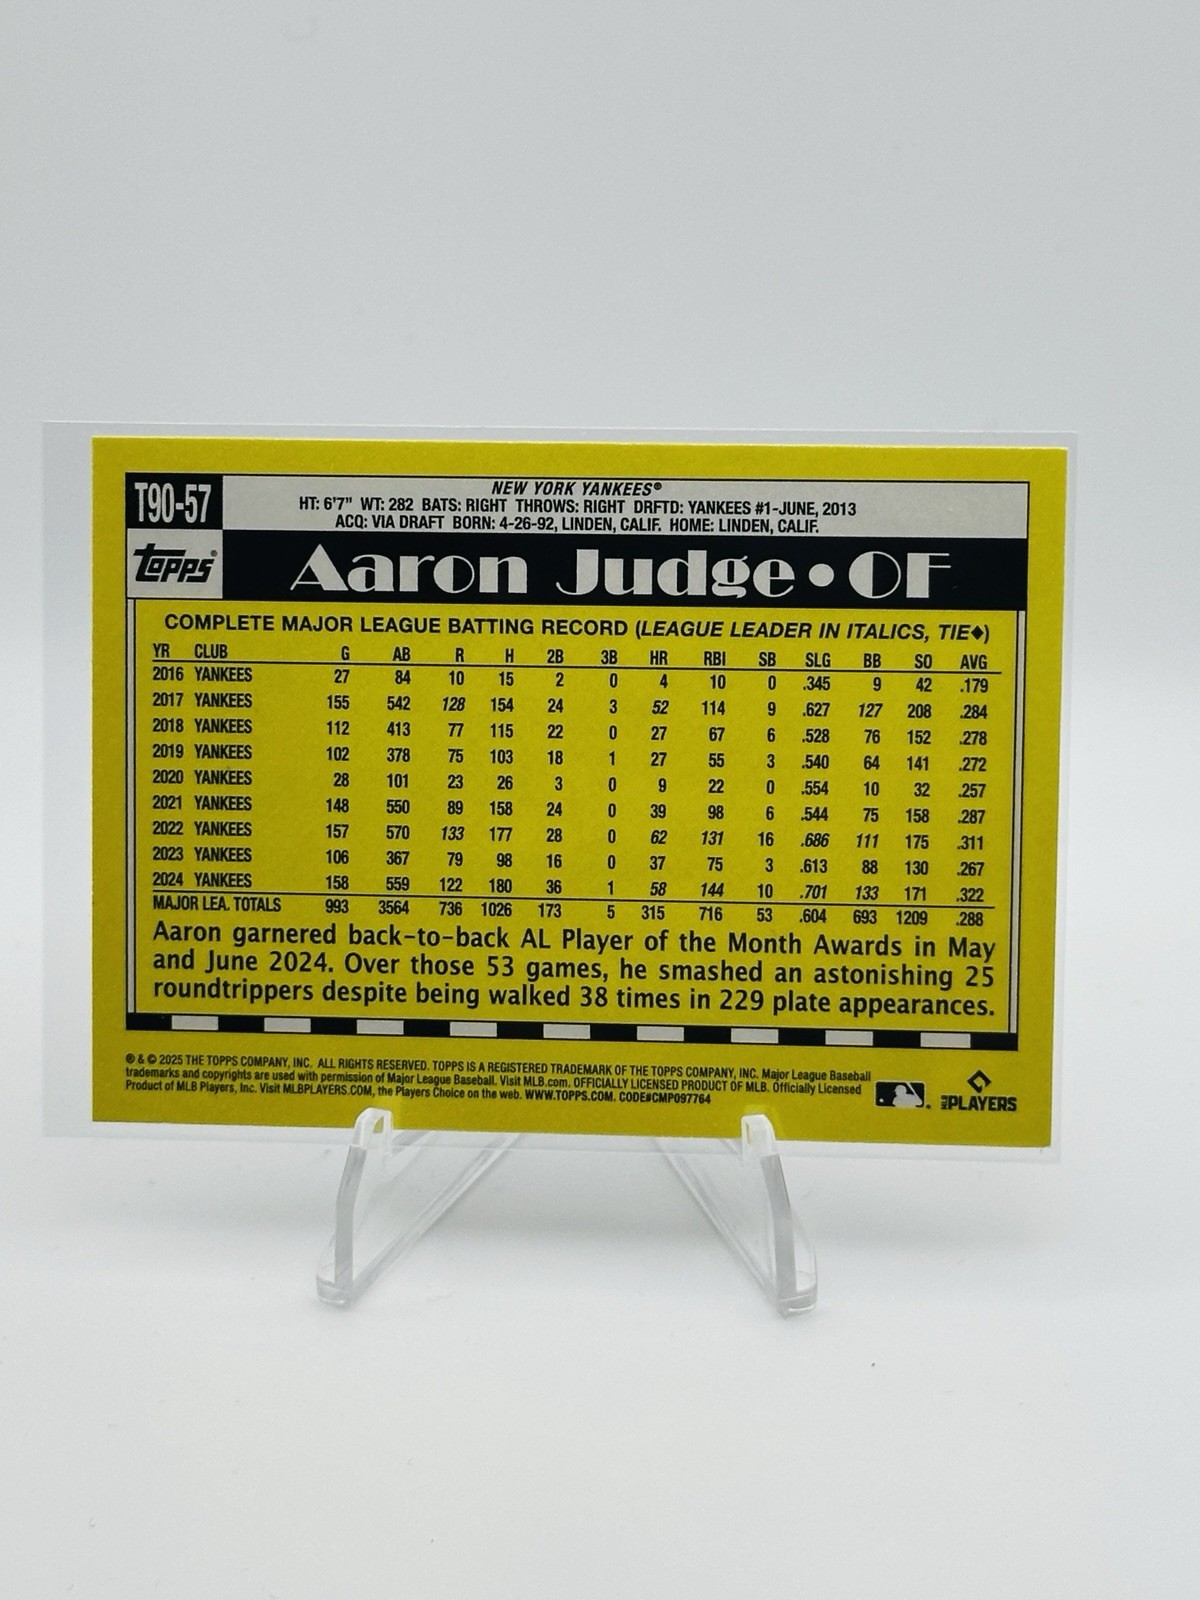 T90-57
NEW YORK YANKEES®
HT: 6'7" WT: 282 BATS: RIGHT THROWS: RIGHT DRFTD: YANKEES #1-JUNE, 2013
ACQ: VIA DRAFT BORN: 4-26-92, LINDEN, CALIF. HOME: LINDEN, CALIF.
Topps®
Aaron Judge • OF
COMPLETE MAJOR LEAGUE BATTING RECORD (LEAGUE LEADER IN ITALICS, TIE♦)
YR CLUB G AB R H 2B 3B HR RBI SB SLG BB SO AVG
2016 YANKEES 27 84 10 15 2 0 4 10 0 .345 9 42 .179
2017 YANKEES 155 542 128 154 24 3 52 114 9 .627 127 208 .284
2018 YANKEES 112 413 77 115 22 0 27 67 6 .528 76 152 .278
2019 YANKEES 102 378 75 103 18 1 27 55 3 .540 64 141 .272
2020 YANKEES 28 101 23 26 3 0 9 22 0 .554 10 32 .257
2021 YANKEES 148 550 89 158 24 0 39 98 6 .544 75 158 .287
2022 YANKEES 157 570 133 177 28 0 62 131 16 .686 111 175 .311
2023 YANKEES 106 367 79 98 16 0 37 75 3 .613 88 130 .267
2024 YANKEES 158 559 122 180 36 1 58 144 10 .701 133 171 .322
MAJOR LEA. TOTALS 993 3564 736 1026 173 5 315 716 53 .604 693 1209 .288
Aaron garnered back-to-back AL Player of the Month Awards in May
and June 2024. Over those 53 games, he smashed an astonishing 25
roundtrippers despite being walked 38 times in 229 plate appearances.
® & © 2025 THE TOPPS COMPANY, INC. ALL RIGHTS RESERVED. TOPPS IS A REGISTERED TRADEMARK OF THE TOPPS COMPANY, INC. Major League Baseball
trademarks and copyrights are used with permission of Major League Baseball. Visit MLB.com. OFFICIALLY LICENSED PRODUCT OF MLB. Officially Licensed
Product of MLB Players, Inc. Visit MLBPLAYERS.COM, the Players Choice on the web. WWW.TOPPS.COM. CODE#CMP097764
MLB PLAYERS